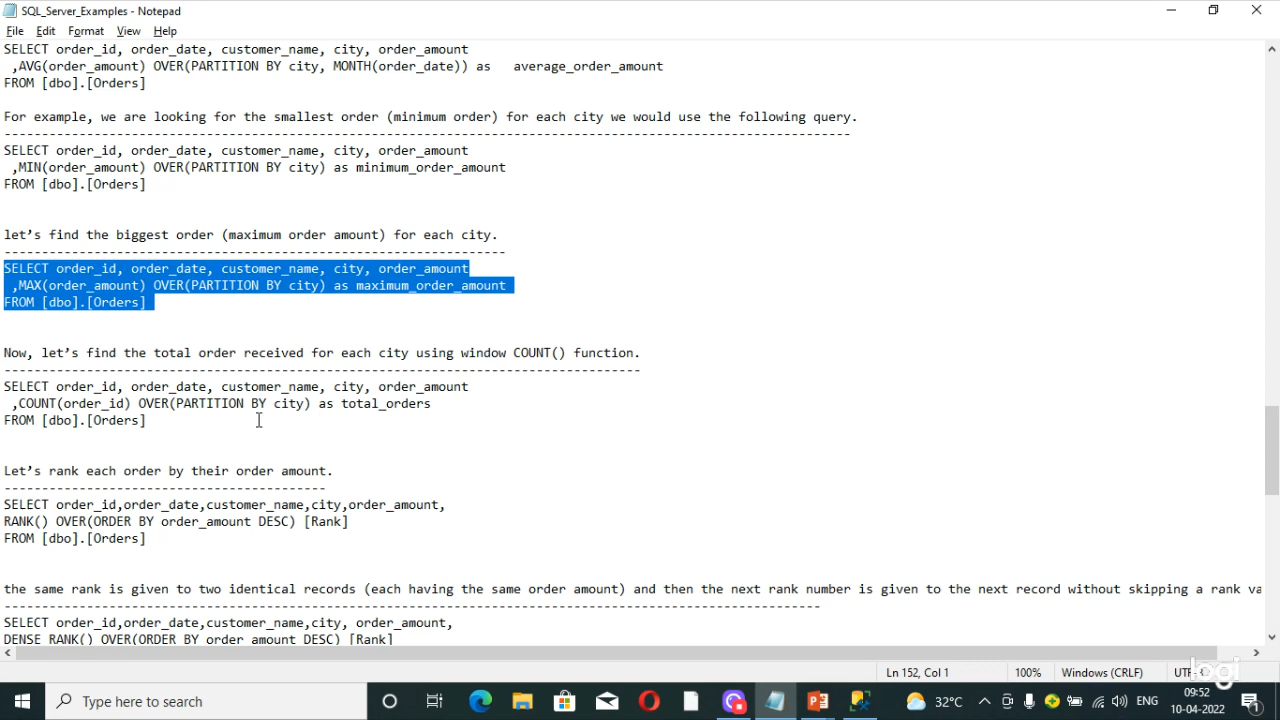 SQL_Server_Examples - Notepad
File Edit Format View Help
SELECT order_id, order_date, customer_name, city, order_amount
,AVG(order_amount) OVER(PARTITION BY city, MONTH(order_date)) as average_order_amount
FROM [dbo].[Orders]
For example, we are looking for the smallest order (minimum order) for each city we would use the following query.
-----------------------------------------------------------------------------------------------------------------
SELECT order_id, order_date, customer_name, city, order_amount
,MIN(order_amount) OVER(PARTITION BY city) as minimum_order_amount
FROM [dbo].[Orders]
let’s find the biggest order (maximum order amount) for each city.
-------------------------------------------------------------------
SELECT order_id, order_date, customer_name, city, order_amount
,MAX(order_amount) OVER(PARTITION BY city) as maximum_order_amount
FROM [dbo].[Orders]
Now, let’s find the total order received for each city using window COUNT() function.
-------------------------------------------------------------------------------------
SELECT order_id, order_date, customer_name, city, order_amount
,COUNT(order_id) OVER(PARTITION BY city) as total_orders
FROM [dbo].[Orders]
Let’s rank each order by their order amount.
-------------------------------------------
SELECT order_id,order_date,customer_name,city,order_amount,
RANK() OVER(ORDER BY order_amount DESC) [Rank]
FROM [dbo].[Orders]
the same rank is given to two identical records (each having the same order amount) and then the next rank number is given to the next record without skipping a rank va
-------------------------------------------------------------------------------------------------------------
SELECT order_id,order_date,customer_name,city, order_amount,
DENSE_RANK() OVER(ORDER BY order_amount DESC) [Rank]
Ln 152, Col 1 100% Windows (CRLF) UTF-8
logi
Type here to search 32°C ENG 09:52
10-04-2022 1